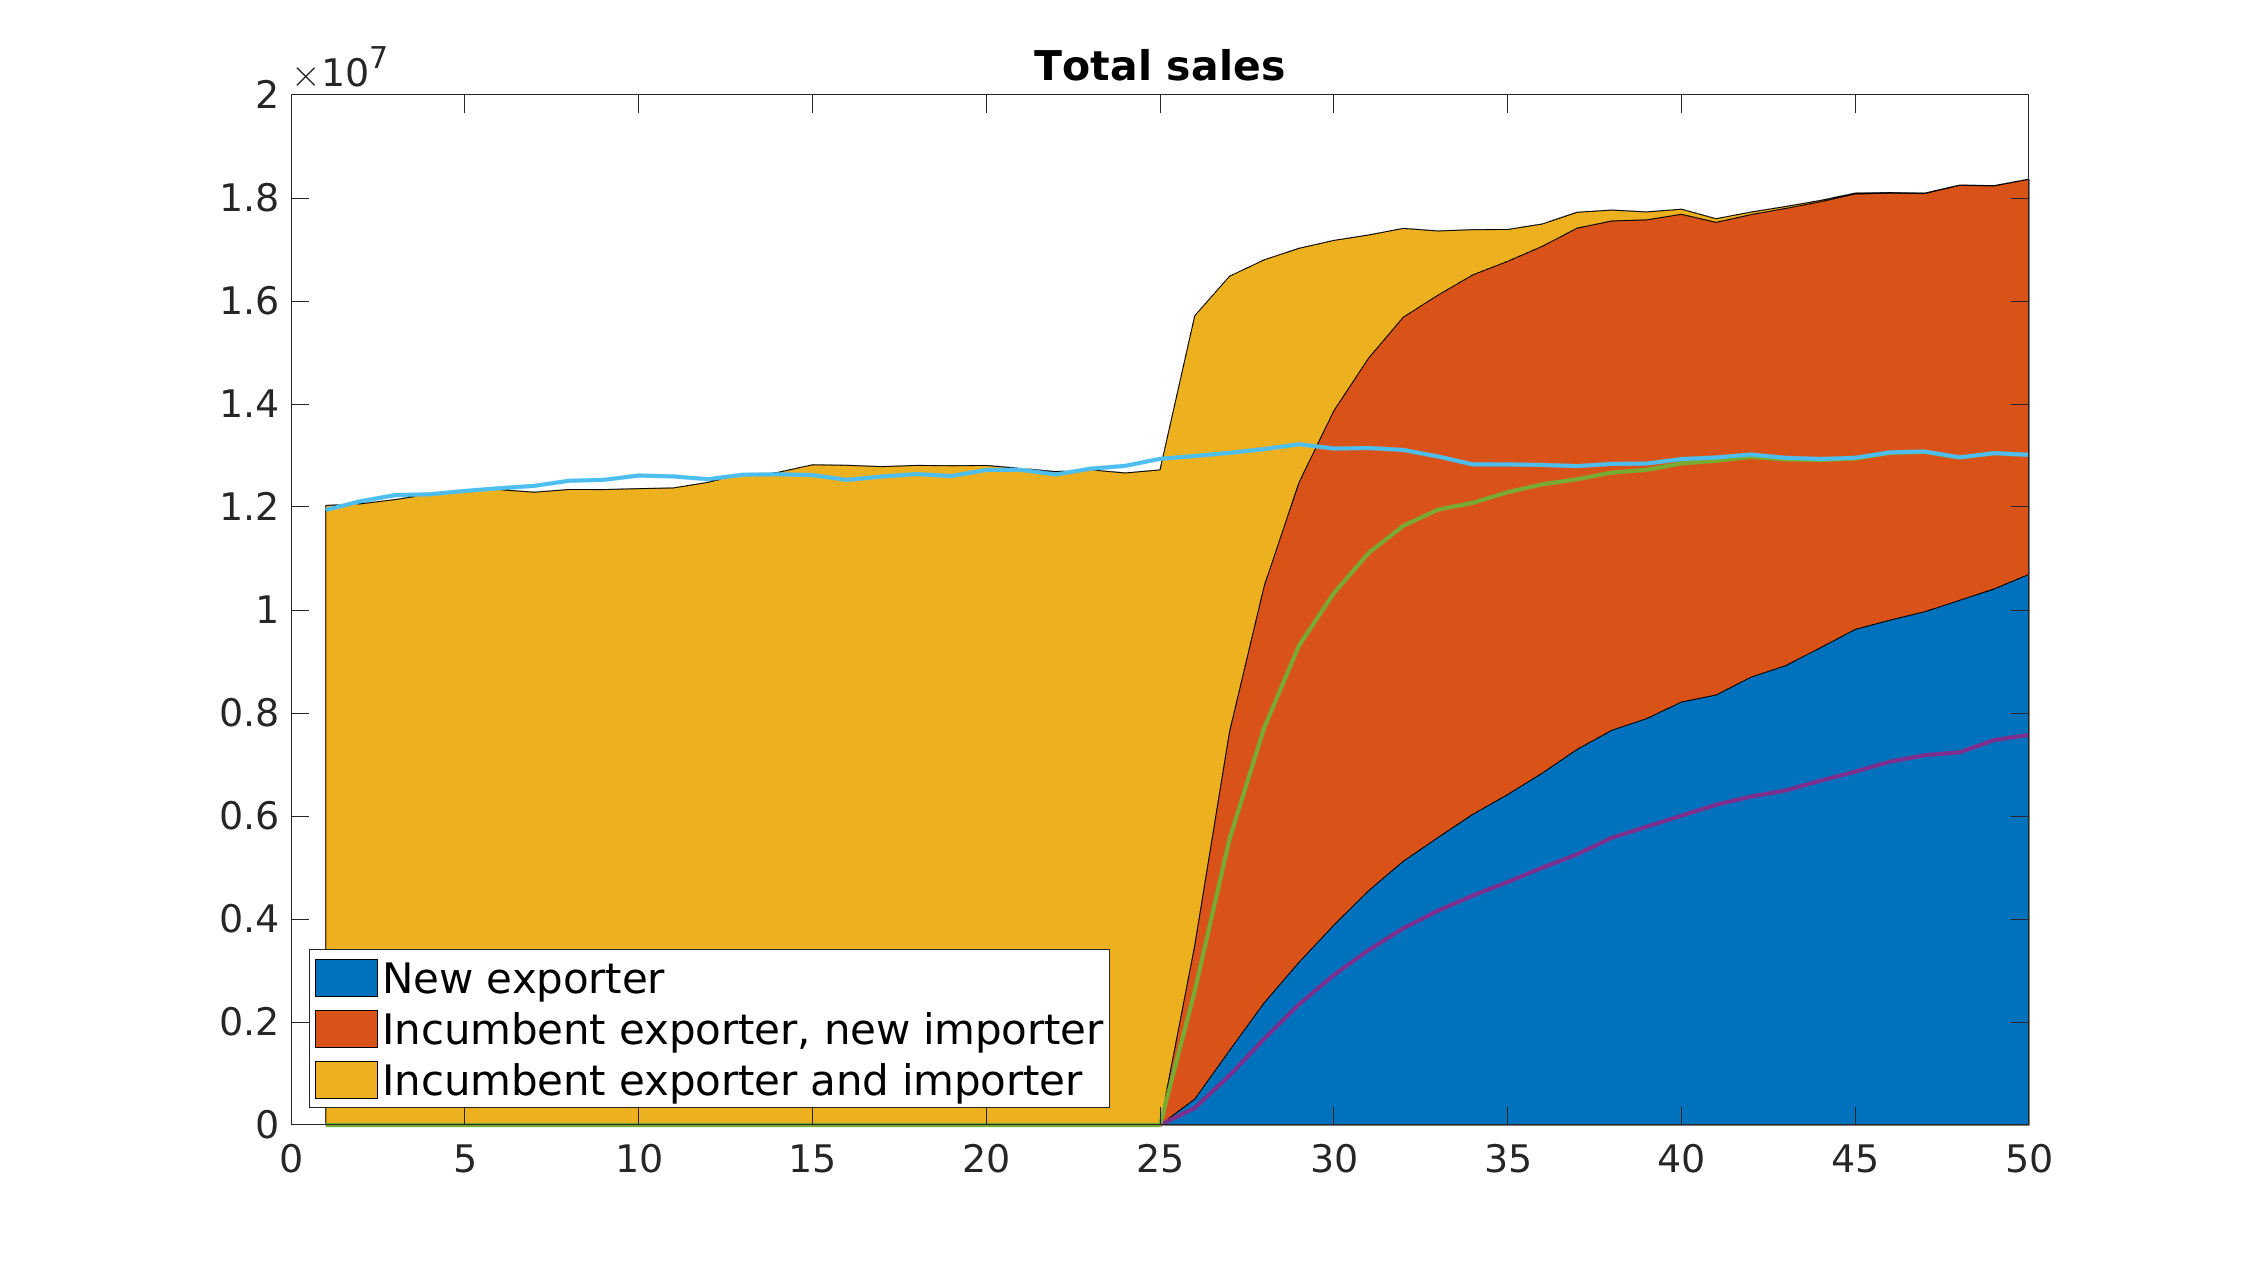 Total sales
×10^7
2
1.8
1.6
1.4
1.2
1
0.8
0.6
0.4
0.2
0
New exporter
Incumbent exporter, new importer
Incumbent exporter and importer
0 5 10 15 20 25 30 35 40 45 50